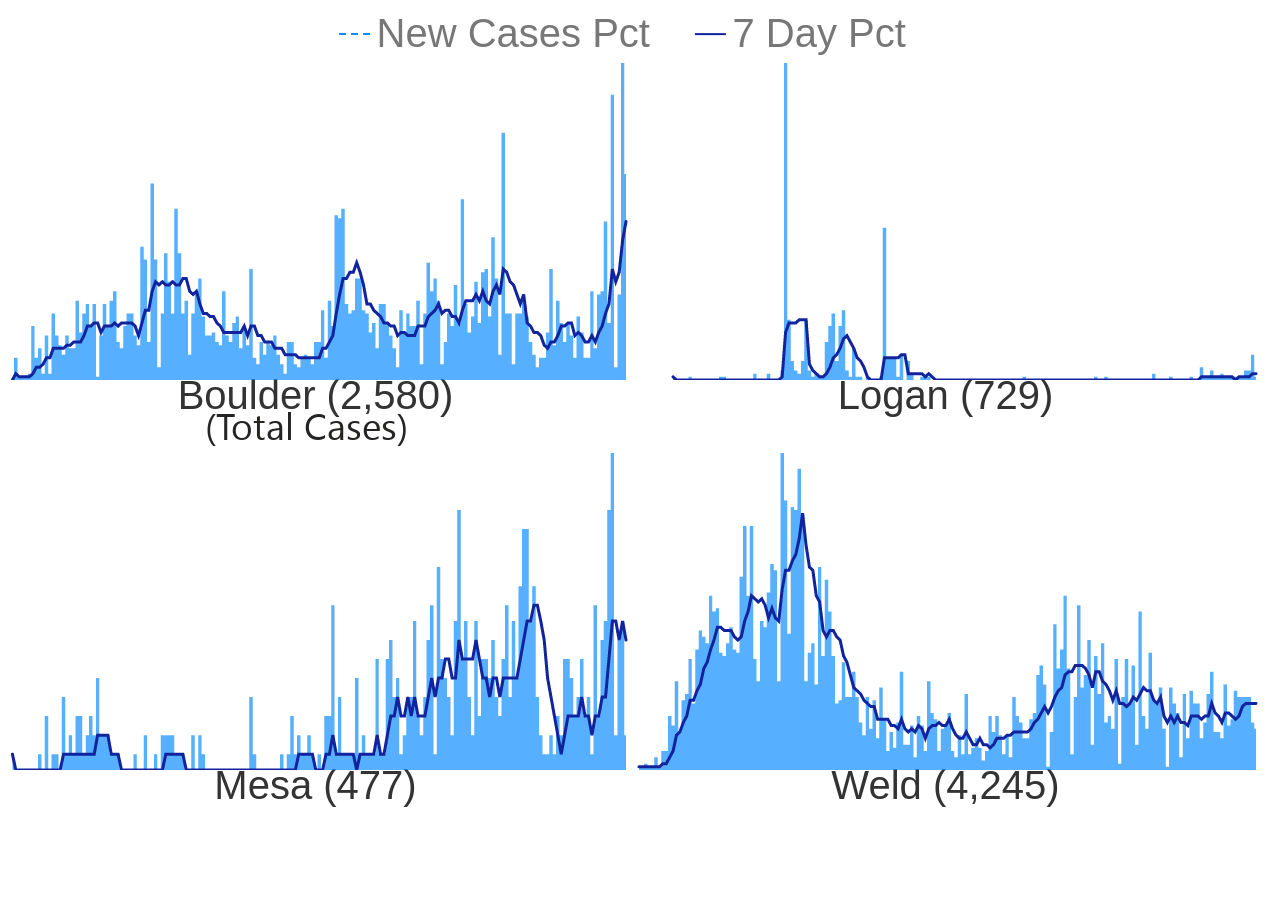 New Cases Pct 7 Day Pct
Boulder (2,580) Logan (729)
(Total Cases)
Mesa (477) Weld (4,245)